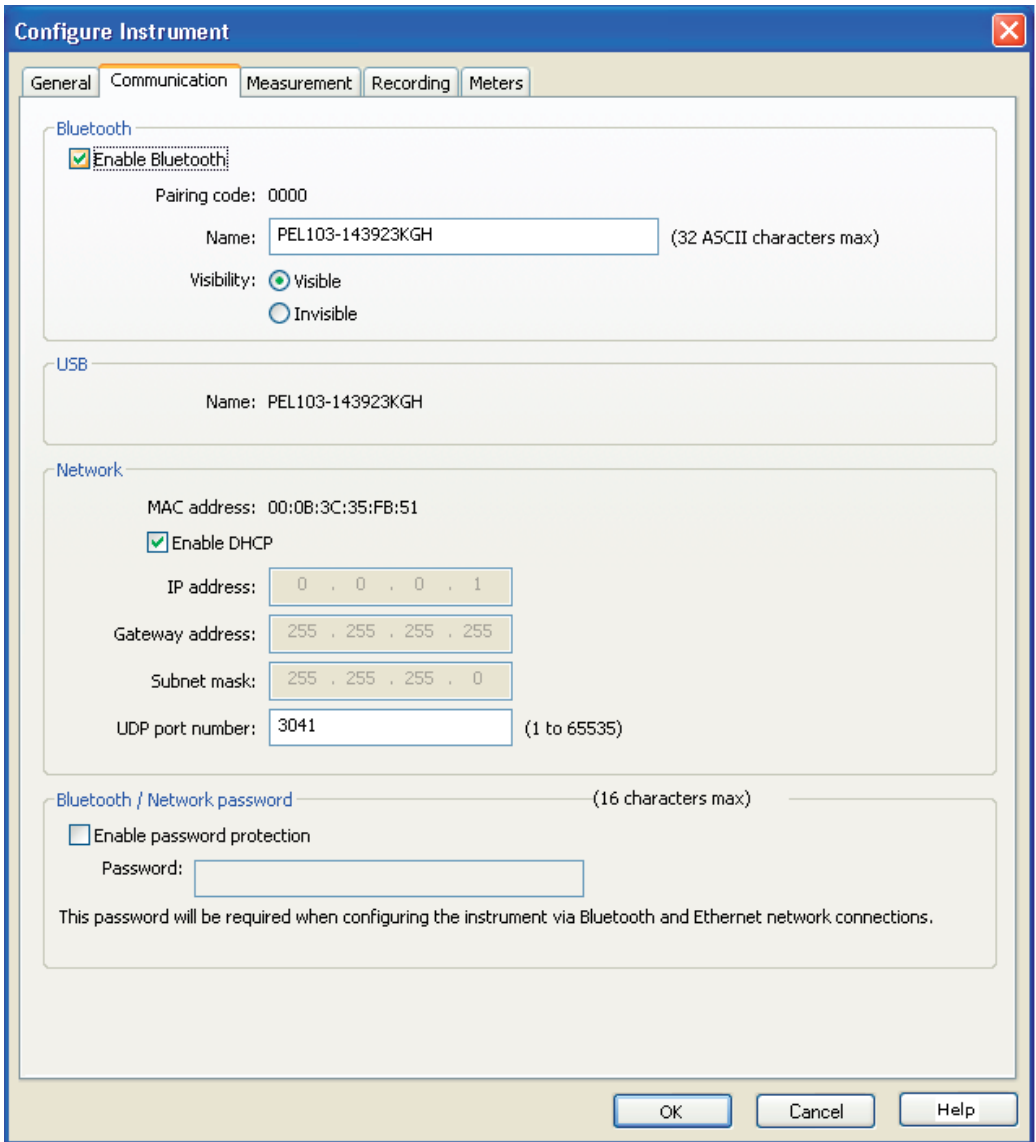 Configure Instrument
General Communication Measurement Recording Meters
Bluetooth
Enable Bluetooth
Pairing code: 0000
Name: PEL103-143923KGH (32 ASCII characters max)
Visibility: Visible
Invisible
USB
Name: PEL103-143923KGH
Network
MAC address: 00:0B:3C:35:FB:51
Enable DHCP
IP address: 0 . 0 . 0 . 1
Gateway address: 255 . 255 . 255 . 255
Subnet mask: 255 . 255 . 255 . 0
UDP port number: 3041 (1 to 65535)
Bluetooth / Network password (16 characters max)
Enable password protection
Password:
This password will be required when configuring the instrument via Bluetooth and Ethernet network connections.
OK Cancel Help